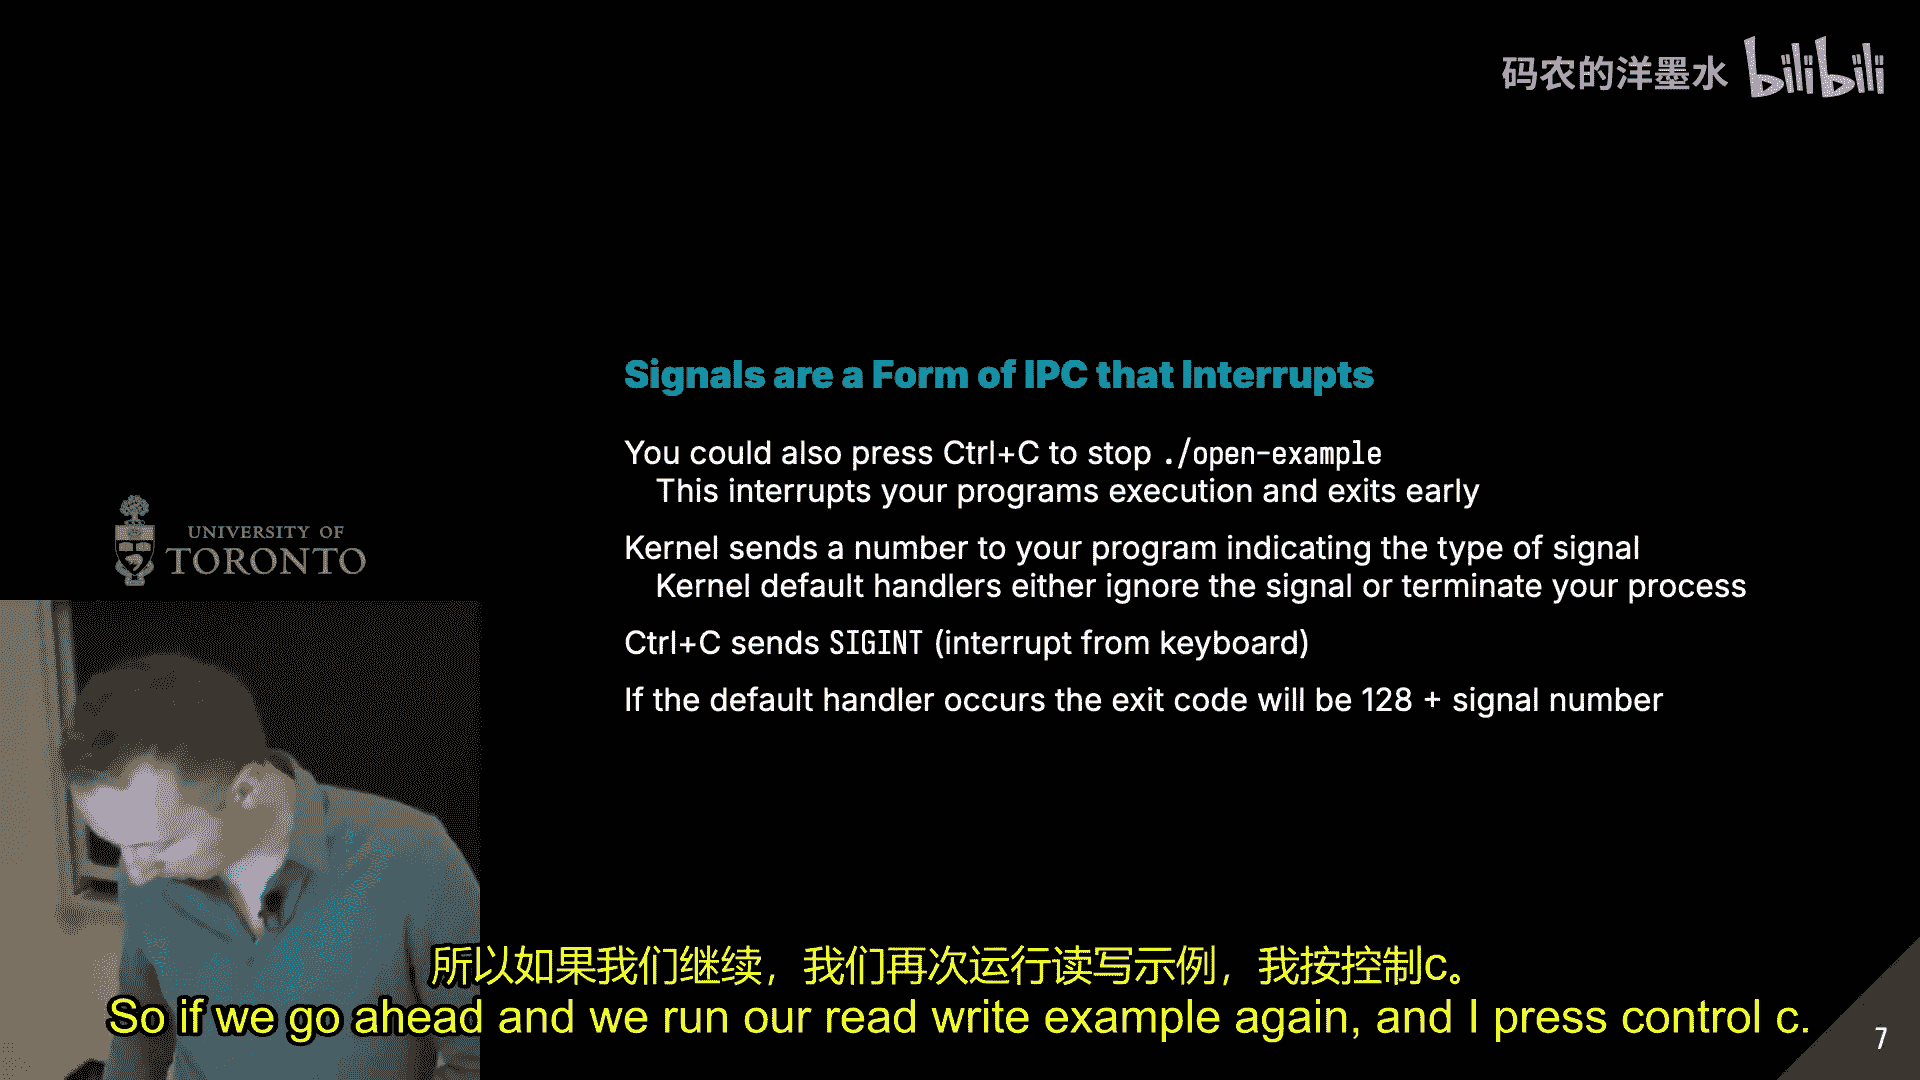 码农的洋墨水 bilibili
Signals are a Form of IPC that Interrupts
You could also press Ctrl+C to stop ./open-example
This interrupts your programs execution and exits early
Kernel sends a number to your program indicating the type of signal
Kernel default handlers either ignore the signal or terminate your process
Ctrl+C sends SIGINT (interrupt from keyboard)
If the default handler occurs the exit code will be 128 + signal number
UNIVERSITY OF
TORONTO
所以如果我们继续，我们再次运行读写示例，我按控制c。
So if we go ahead and we run our read write example again, and I press control c.
7